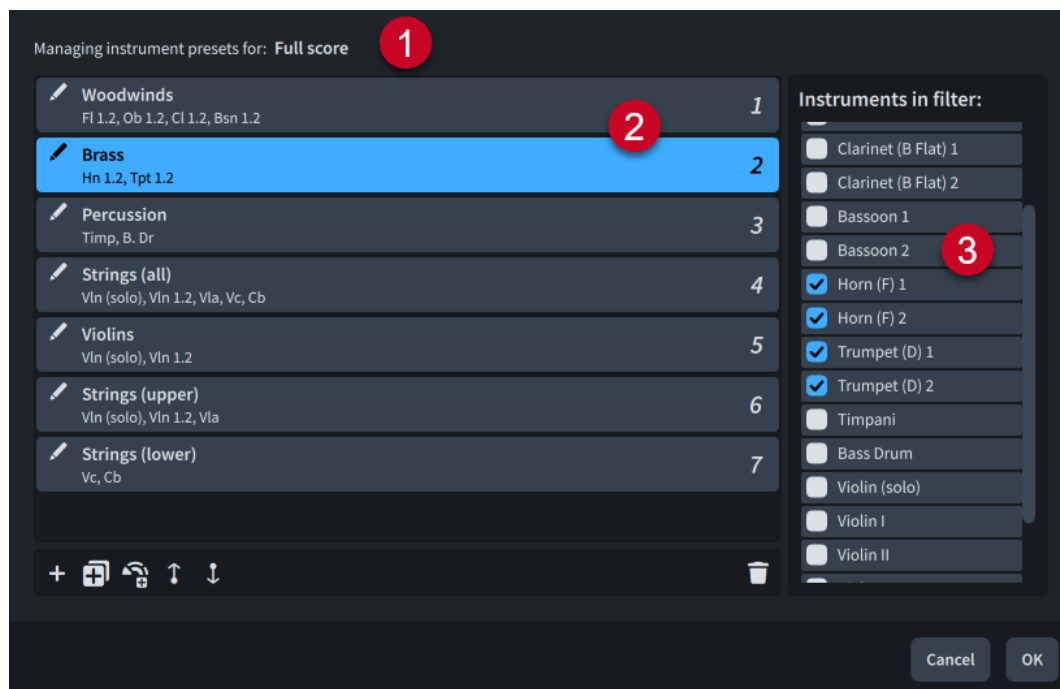 Managing instrument presets for: Full score
1
Woodwinds
Fl 1.2, Ob 1.2, Cl 1.2, Bsn 1.2
1
2
Brass
Hn 1.2, Tpt 1.2
2
Percussion
Timp, B. Dr
3
Strings (all)
Vln (solo), Vln 1.2, Vla, Vc, Cb
4
Violins
Vln (solo), Vln 1.2
5
Strings (upper)
Vln (solo), Vln 1.2, Vla
6
Strings (lower)
Vc, Cb
7
Instruments in filter:
Clarinet (B Flat) 1
Clarinet (B Flat) 2
Bassoon 1
Bassoon 2
3
Horn (F) 1
Horn (F) 2
Trumpet (D) 1
Trumpet (D) 2
Timpani
Bass Drum
Violin (solo)
Violin I
Violin II
Cancel
OK